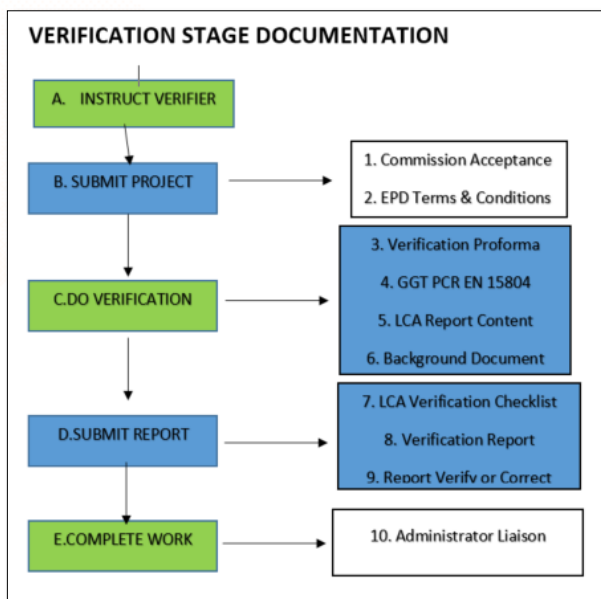 VERIFICATION STAGE DOCUMENTATION
A. INSTRUCT VERIFIER
B. SUBMIT PROJECT
1. Commission Acceptance
2. EPD Terms & Conditions
C.DO VERIFICATION
3. Verification Proforma
4. GGT PCR EN 15804
5. LCA Report Content
6. Background Document
D.SUBMIT REPORT
7. LCA Verification Checklist
8. Verification Report
9. Report Verify or Correct
E.COMPLETE WORK
10. Administrator Liaison